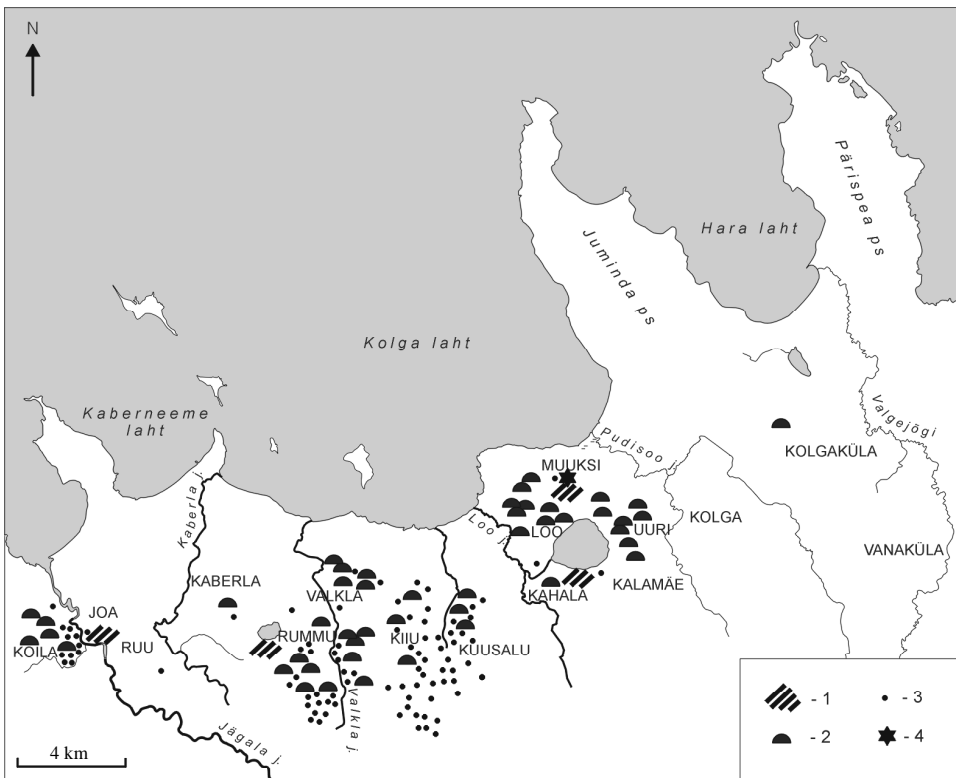 N
Pärispea ps
Hara laht
Juminda ps
Kolga laht
Kaberneeme
laht
Valgejõgi
KOLGAKÜLA
Pudisoo j.
MUUKSI
Kaberla j.
Loo j.
LOO
UURI
KOLGA
VANAKÜLA
KABERLA
VALKLA
KAHALA
KALAMÄE
JOA
KOILA
RUU
RUMMU
KIIU
KUUSALU
Valkla j.
Jägala j.
4 km
- 1
- 2
- 3
- 4